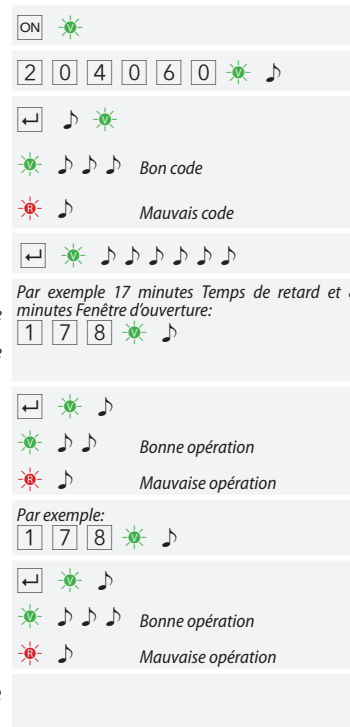 ON V
2 0 4 0 6 0 V ♪
↵ ♪ V
V ♪ ♪ ♪ Bon code
R ♪ Mauvais code
↵ V ♪ ♪ ♪ ♪ ♪ ♪
Par exemple 17 minutes Temps de retard et
minutes Fenêtre d'ouverture:
1 7 8 V ♪
↵ V ♪
V ♪ ♪ Bonne opération
R ♪ Mauvaise opération
Par exemple:
1 7 8 V ♪
↵ V ♪
V ♪ ♪ ♪ Bonne opération
R ♪ Mauvaise opération